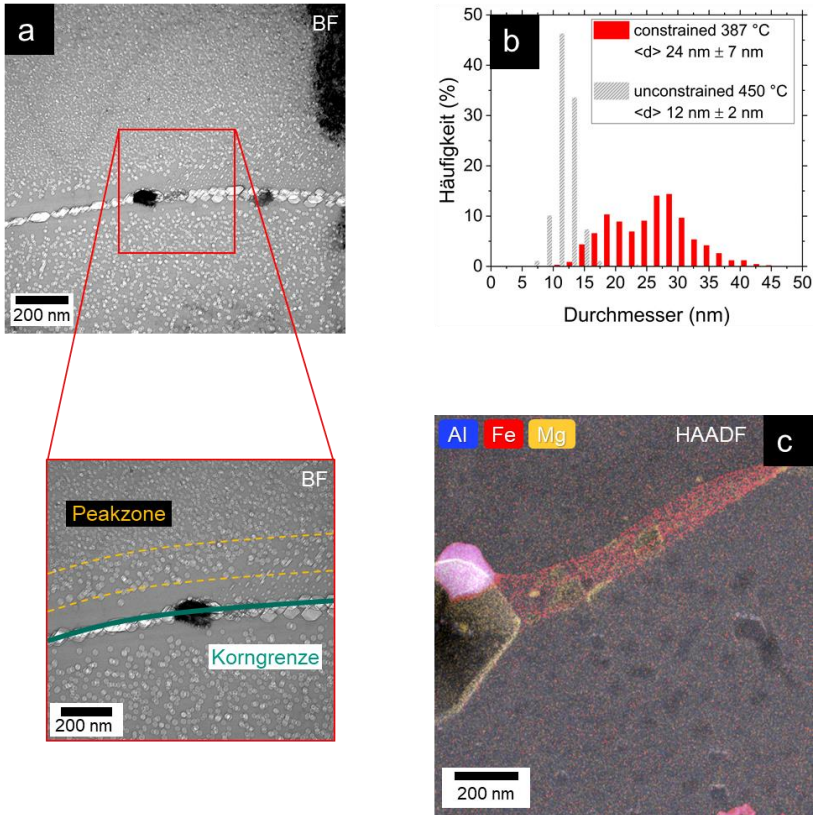 a
BF
200 nm
BF
Peakzone
Korngrenze
200 nm
b
constrained 387 °C
<d> 24 nm ± 7 nm
unconstrained 450 °C
<d> 12 nm ± 2 nm
Häufigkeit (%)
50
40
30
20
10
0
0 5 10 15 20 25 30 35 40 45 50
Durchmesser (nm)
Al Fe Mg HAADF c
200 nm